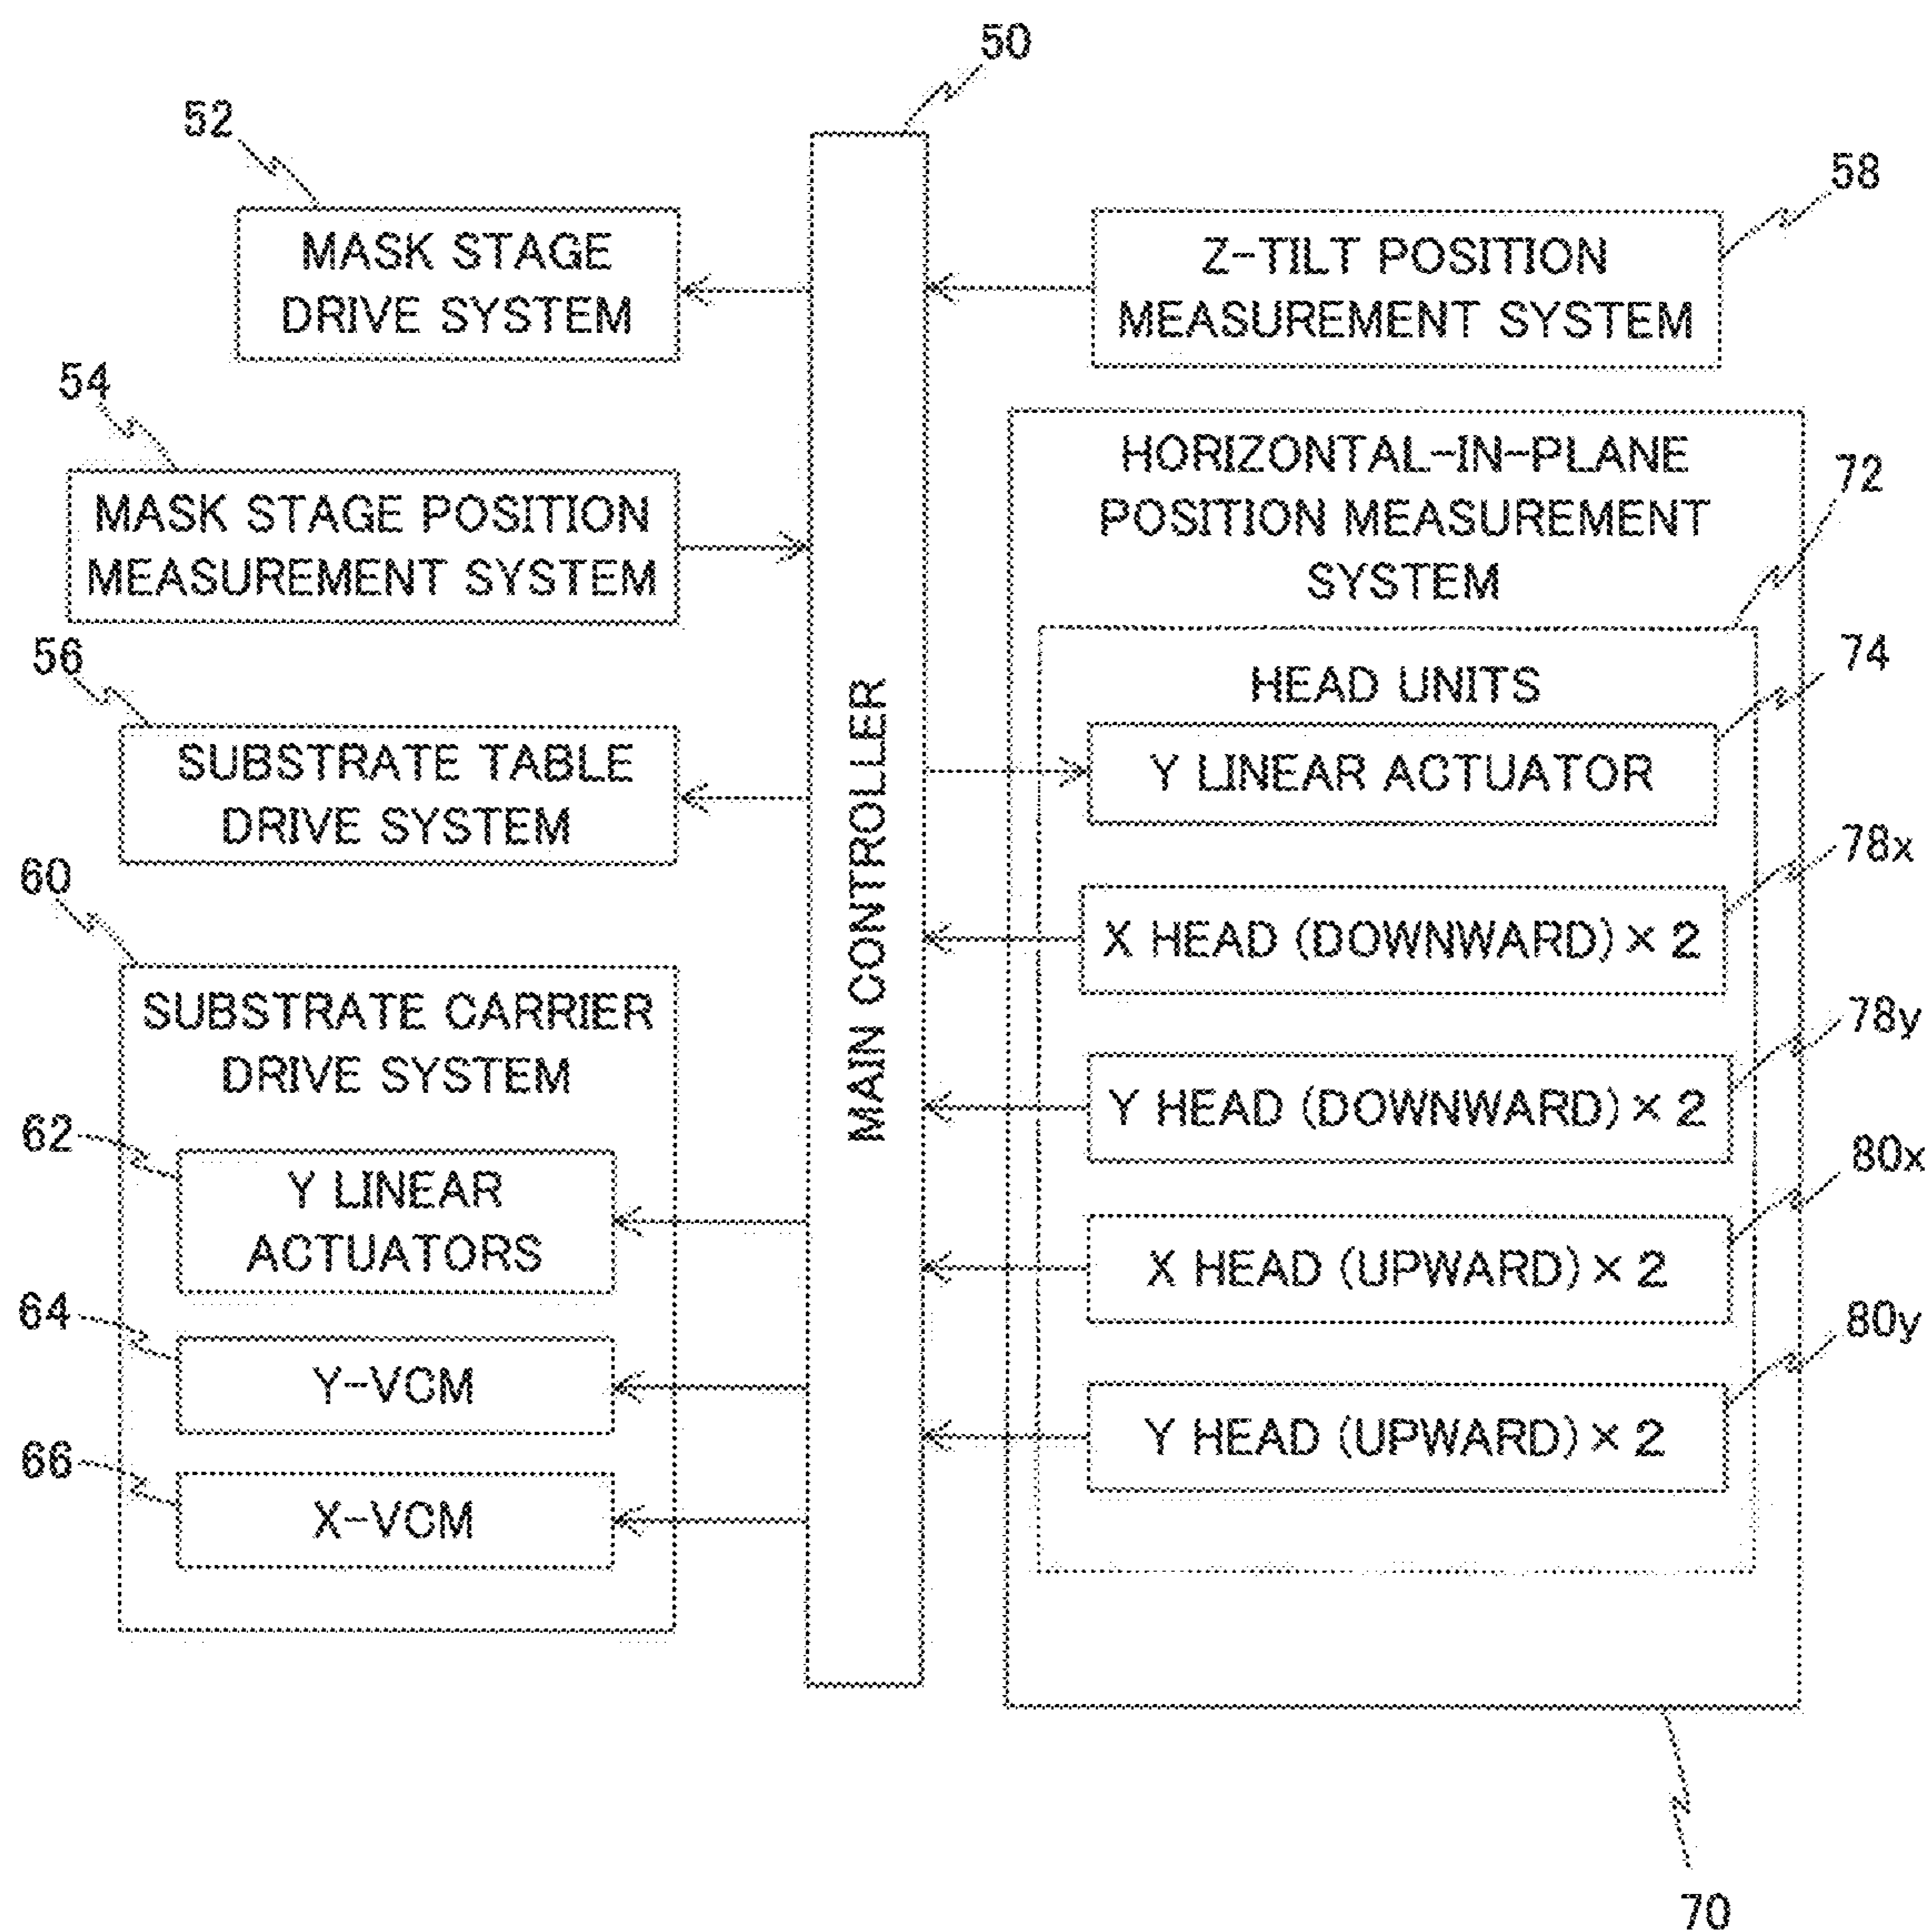 50
52
MASK STAGE
DRIVE SYSTEM
54
MASK STAGE POSITION
MEASUREMENT SYSTEM
56
SUBSTRATE TABLE
DRIVE SYSTEM
60
SUBSTRATE CARRIER
DRIVE SYSTEM
62
Y LINEAR
ACTUATORS
64
Y-VCM
66
X-VCM
MAIN CONTROLLER
58
Z-TILT POSITION
MEASUREMENT SYSTEM
HORIZONTAL-IN-PLANE
POSITION MEASUREMENT
SYSTEM
72
HEAD UNITS
74
Y LINEAR ACTUATOR
78x
X HEAD (DOWNWARD) × 2
78y
Y HEAD (DOWNWARD) × 2
80x
X HEAD (UPWARD) × 2
80y
Y HEAD (UPWARD) × 2
70